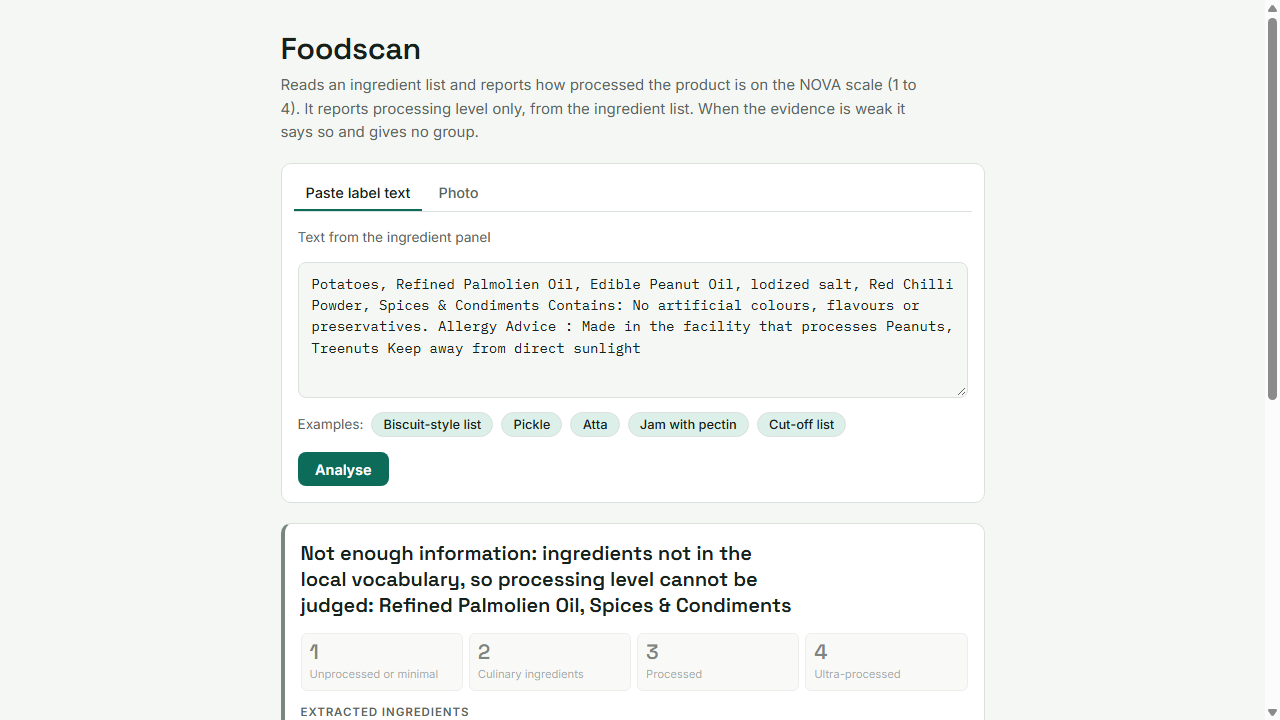 Foodscan
Reads an ingredient list and reports how processed the product is on the NOVA scale (1 to
4). It reports processing level only, from the ingredient list. When the evidence is weak it
says so and gives no group.
Paste label text
Photo
Text from the ingredient panel
Potatoes, Refined Palmolien Oil, Edible Peanut Oil, lodized salt, Red Chilli
Powder, Spices & Condiments Contains: No artificial colours, flavours or
preservatives. Allergy Advice : Made in the facility that processes Peanuts,
Treenuts Keep away from direct sunlight
Examples: Biscuit-style list Pickle Atta Jam with pectin Cut-off list
Analyse
Not enough information: ingredients not in the
local vocabulary, so processing level cannot be
judged: Refined Palmolien Oil, Spices & Condiments
1
Unprocessed or minimal
2
Culinary ingredients
3
Processed
4
Ultra-processed
EXTRACTED INGREDIENTS